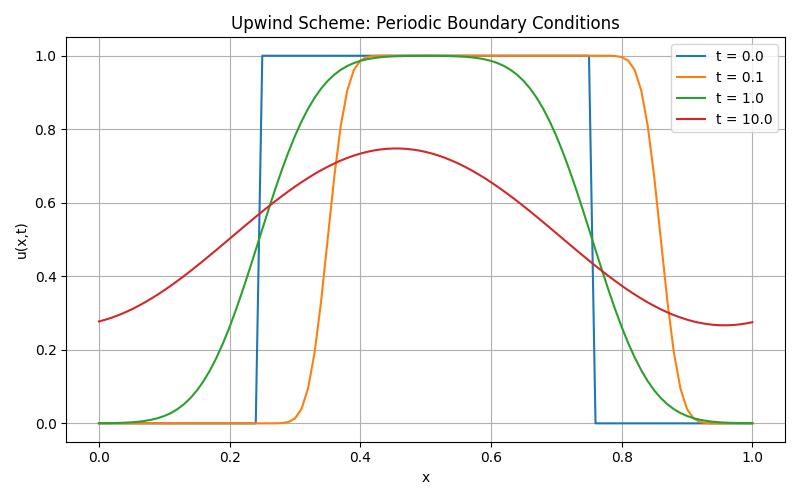 Upwind Scheme: Periodic Boundary Conditions
t = 0.0
t = 0.1
t = 1.0
t = 10.0
1.0
0.8
0.6
0.4
0.2
0.0
u(x,t)
0.0 0.2 0.4 0.6 0.8 1.0
x